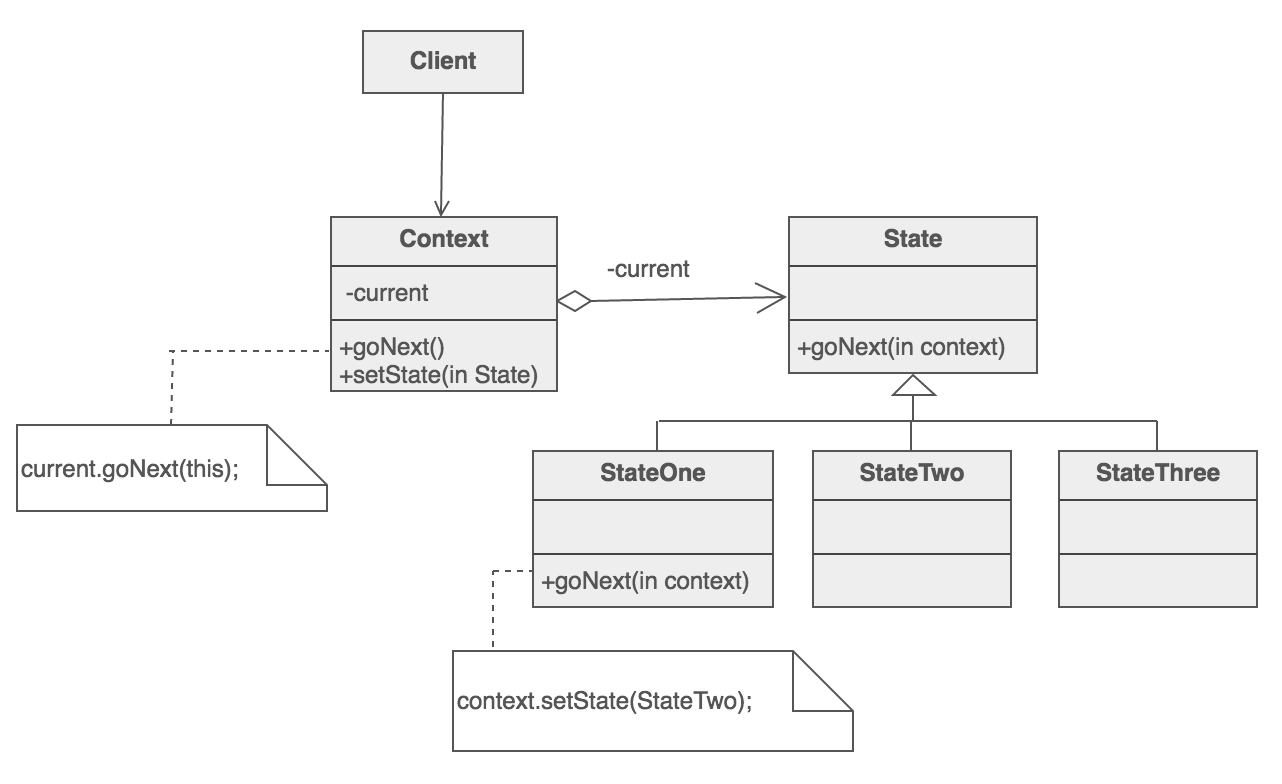 Client
Context
-current
+goNext()
+setState(in State)
-current
State
+goNext(in context)
current.goNext(this);
StateOne
+goNext(in context)
StateTwo
StateThree
context.setState(StateTwo);